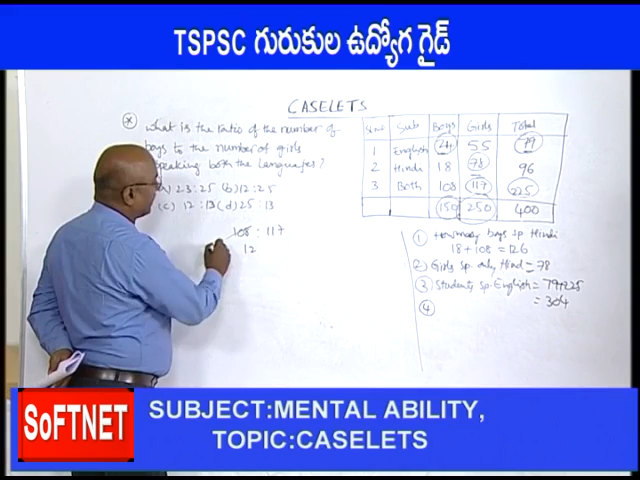 TSPSC గురుకుల ఉద్యోగ గైడ్
CASELETS
What is the ratio of the number of
boys to the number of girls
speaking both the languages?
23:25 (b) 12:25
(c) 12:13 (d) 25:13
108 : 117
12
Sub Boys Girls Total
1 English 24 55 79
2 Hindi 18 78 96
3 Both 108 117 225
150 250 400
① How many boys sp Hindi
18+108 = 126
② Girls sp. only Hind = 78
③ Students sp. English = 79+225
= 304
④
SoFTNET
SUBJECT:MENTAL ABILITY,
TOPIC:CASELETS